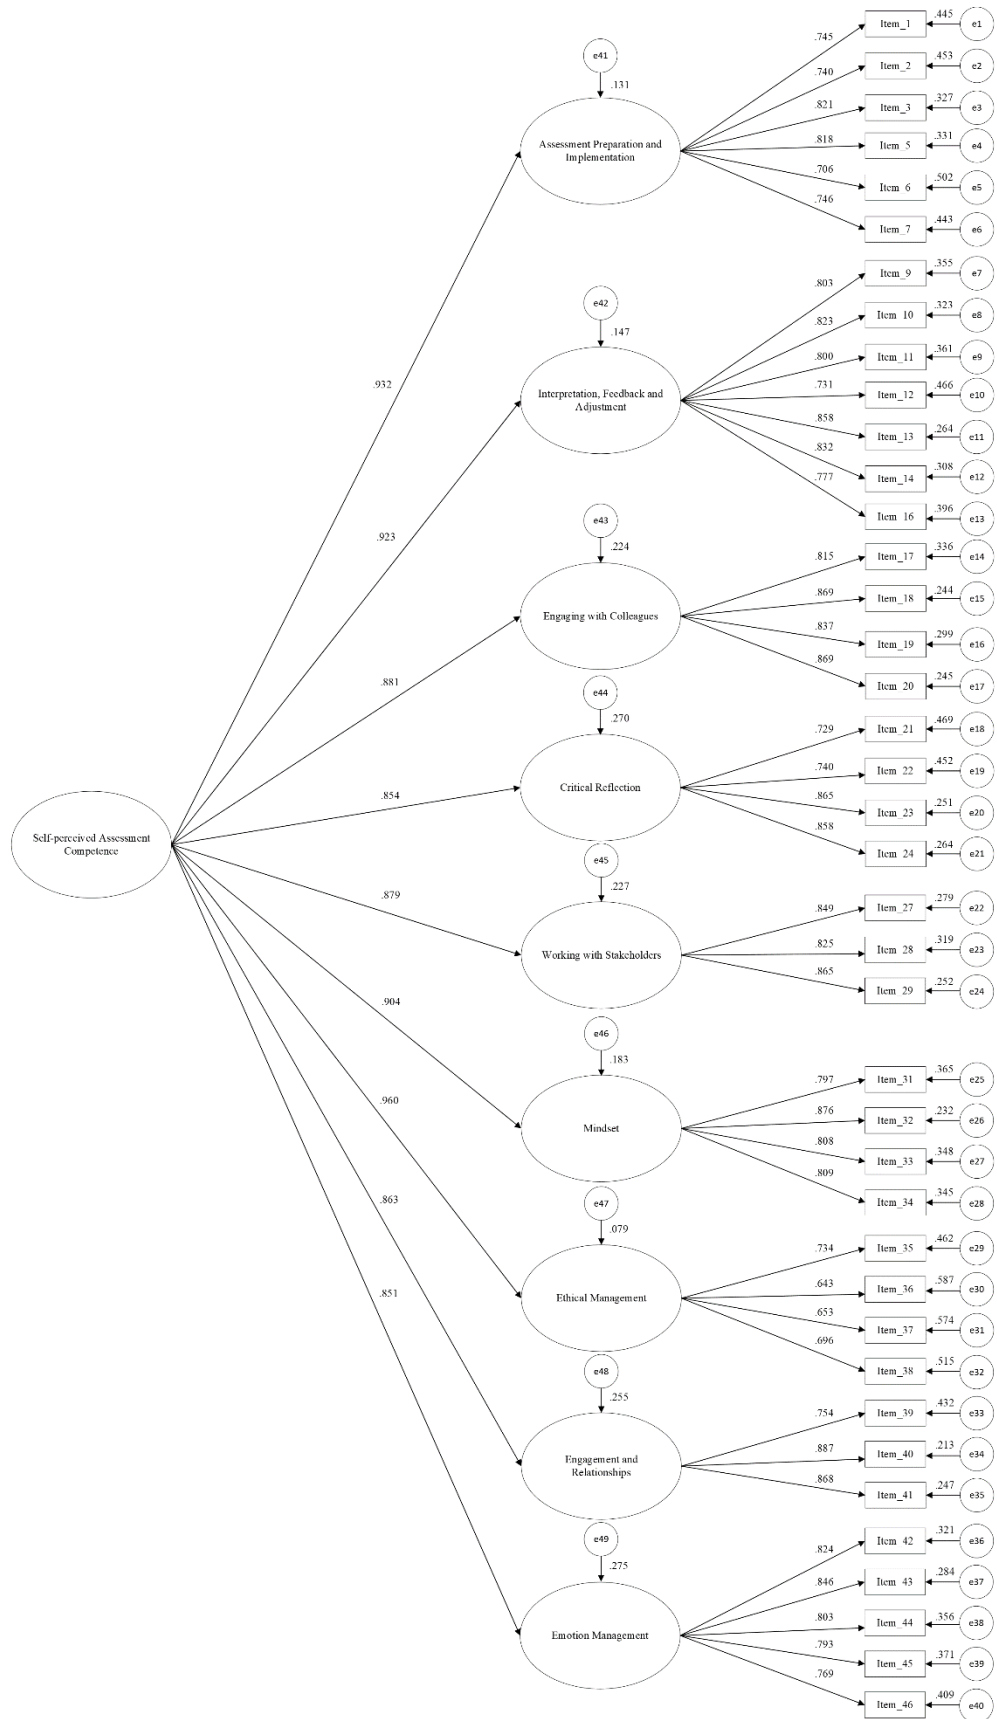 .445
Item_1
e1
.745
e41
.453
Item_2
e2
.740
.131
.327
Item_3
e3
.821
Assessment Preparation and
Implementation
.818
.331
Item_5
e4
.706
.502
Item_6
e5
.746
.443
Item_7
e6
.355
Item_9
e7
.803
e42
.323
Item_10
e8
.823
.147
.361
Item_11
e9
.800
.932
Interpretation, Feedback and
Adjustment
.731
.466
Item_12
e10
.858
.264
Item_13
e11
.832
.308
Item_14
e12
.777
.396
Item_16
e13
.923
e43
.224
.336
Item_17
e14
.815
.244
Item_18
e15
.869
Engaging with Colleagues
.837
.299
Item_19
e16
.869
.245
Item_20
e17
.881
e44
.270
.469
Item_21
e18
.729
.452
Item_22
e19
.740
Critical Reflection
.865
.251
Item_23
e20
.858
.264
Item_24
e21
.854
Self-perceived Assessment
Competence
e45
.227
.279
Item_27
e22
.849
.879
.319
Item_28
e23
.825
Working with Stakeholders
.865
.252
Item_29
e24
.904
e46
.183
.365
Item_31
e25
.797
.232
Item_32
e26
.876
Mindset
.808
.348
Item_33
e27
.809
.345
Item_34
e28
.960
e47
.079
.462
Item_35
e29
.734
.587
Item_36
e30
.643
Ethical Management
.653
.574
Item_37
e31
.696
.515
Item_38
e32
.863
e48
.255
.432
Item_39
e33
.754
.213
Item_40
e34
.887
Engagement and
Relationships
.868
.247
Item_41
e35
.851
e49
.275
.321
Item_42
e36
.824
.284
Item_43
e37
.846
.356
Item_44
e38
.803
Emotion Management
.793
.371
Item_45
e39
.769
.409
Item_46
e40